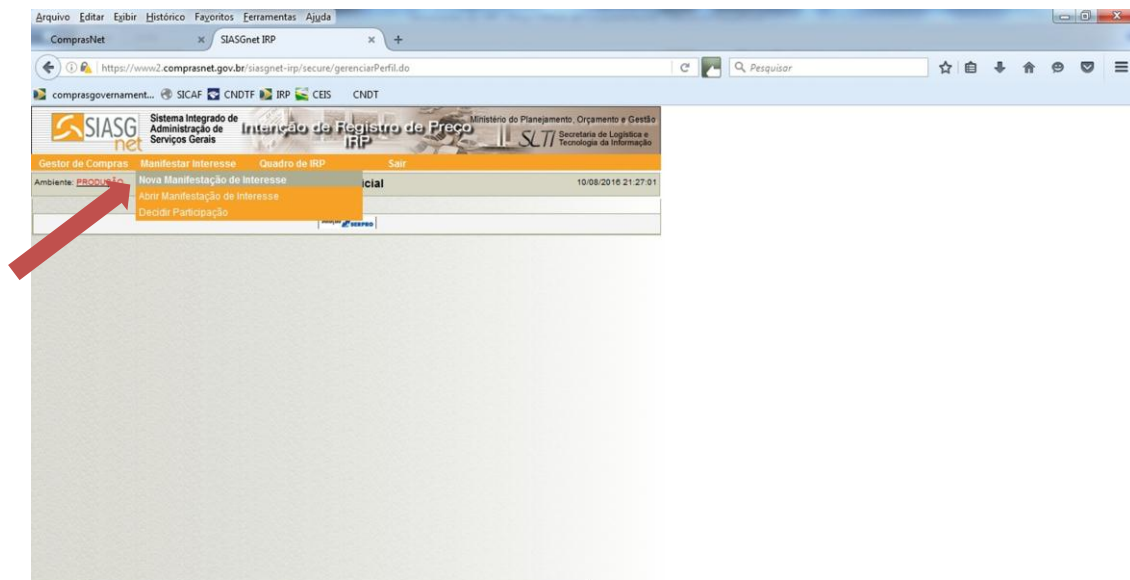 Arquivo Editar Exibir Histórico Favoritos Ferramentas Ajuda
ComprasNet × SIASGnet IRP × +
https://www2.comprasnet.gov.br/siasgnet-irp/secure/gerenciarPerfil.do Pesquisar
comprasgovernament... SICAF CNDTF IRP CEIS CNDT
SIASG net
Sistema Integrado de
Administração de
Serviços Gerais
Intenção de Registro de Preço
IRP
Ministério do Planejamento, Orçamento e Gestão
SLTI Secretaria de Logística e
Tecnologia da Informação
Gestor de Compras Manifestar Interesse Quadro de IRP Sair
Ambiente: PRODUÇÃO Nova Manifestação de Interesse icial 10/08/2016 21:27:01
Abrir Manifestação de Interesse
Decidir Participação
SERPRO